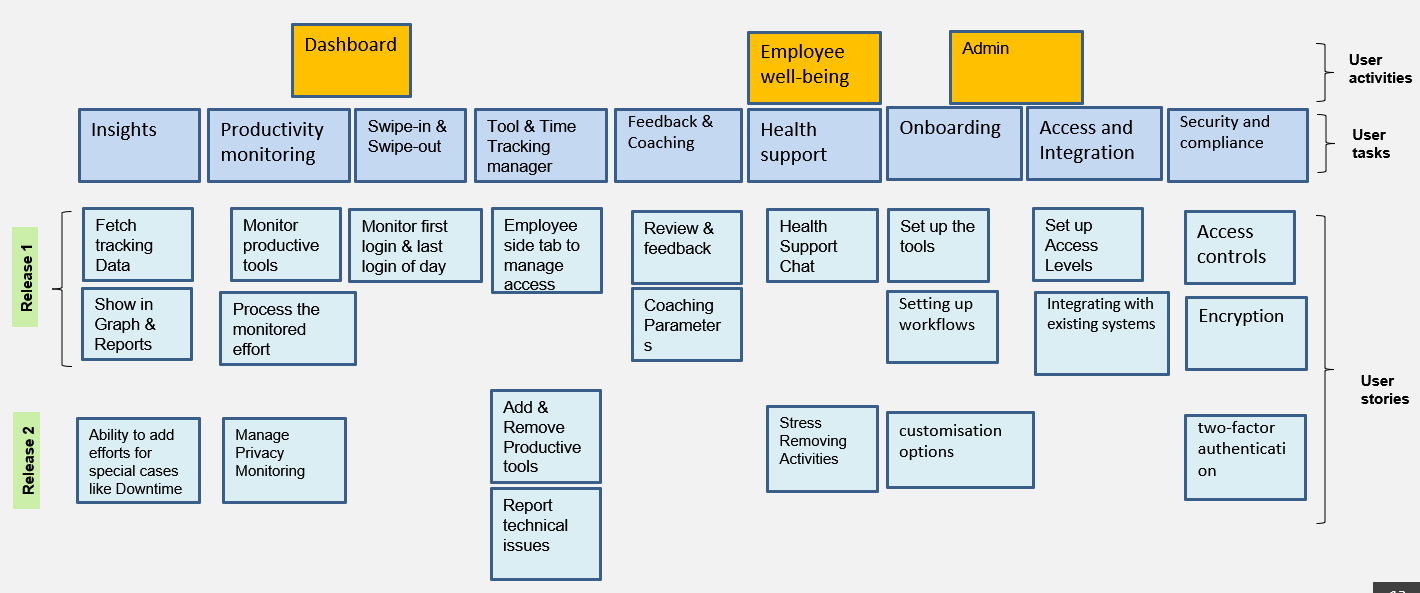 Dashboard
Employee
well-being
Admin
User
activities
Insights
Productivity
monitoring
Swipe-in &
Swipe-out
Tool & Time
Tracking
manager
Feedback &
Coaching
Health
support
Onboarding
Access and
Integration
Security and
compliance
User
tasks
Release 1
Fetch
tracking
Data
Monitor
productive
tools
Monitor first
login & last
login of day
Employee
side tab to
manage
access
Review &
feedback
Health
Support
Chat
Set up the
tools
Set up
Access
Levels
Access
controls
Show in
Graph &
Reports
Process the
monitored
effort
Coaching
Parameter
s
Setting up
workflows
Integrating with
existing systems
Encryption
User
stories
Release 2
Ability to add
efforts for
special cases
like Downtime
Manage
Privacy
Monitoring
Add &
Remove
Productive
tools
Stress
Removing
Activities
customisation
options
two-factor
authenticati
on
Report
technical
issues